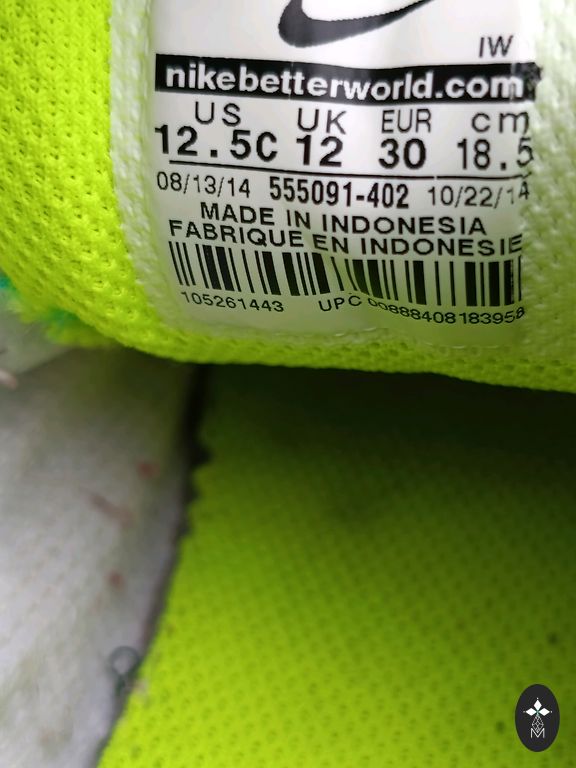 IW
nikebetterworld.com
US UK EUR cm
12.5C 12 30 18.5
08/13/14 555091-402 10/22/14
MADE IN INDONESIA
FABRIQUE EN INDONESIE
105261443 UPC 00888408183958
M